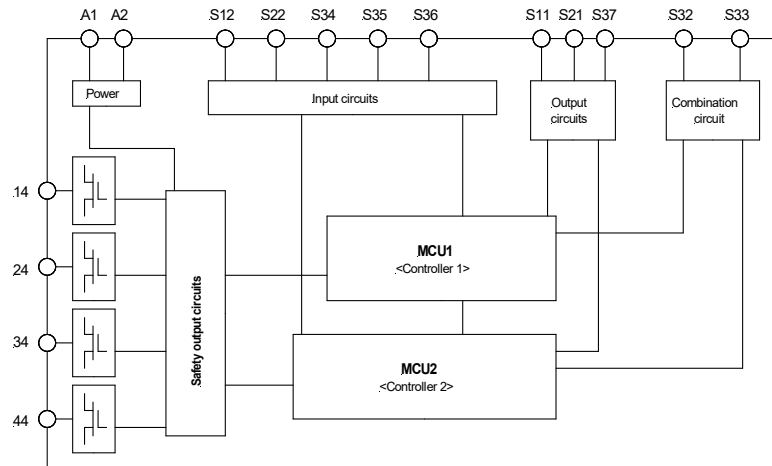 A1 A2 S12 S22 S34 S35 S36 S11 S21 S37 S32 S33
Power
Input circuits
Output
circuits
Combination
circuit
14
24
34
44
Safety output circuits
MCU1
<Controller 1>
MCU2
<Controller 2>